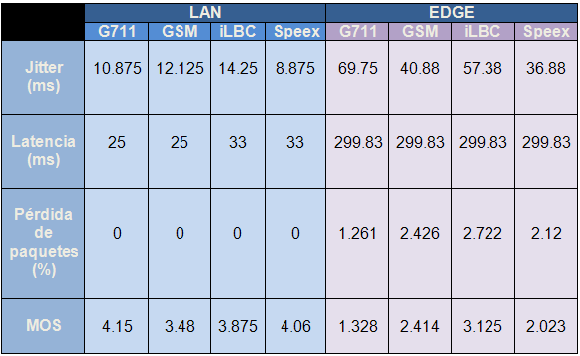 LAN EDGE
G711 GSM iLBC Speex G711 GSM iLBC Speex
Jitter
(ms)
10.875 12.125 14.25 8.875 69.75 40.88 57.38 36.88
Latencia
(ms)
25 25 33 33 299.83 299.83 299.83 299.83
Pérdida
de
paquetes
(%)
0 0 0 0 1.261 2.426 2.722 2.12
MOS 4.15 3.48 3.875 4.06 1.328 2.414 3.125 2.023